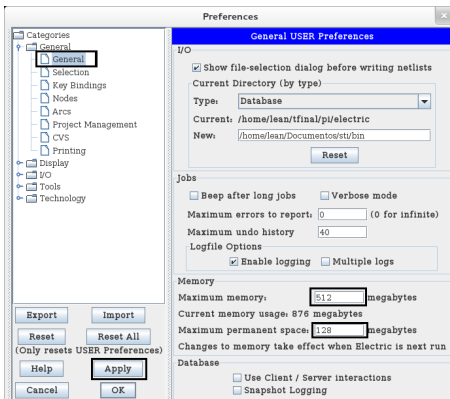 Preferences
Categories
General
General
Selection
Key Bindings
Nodes
Arcs
Project Management
CVS
Printing
Display
I/O
Tools
Technology
Export Import
Reset Reset All
(Only resets USER Preferences)
Help Apply
Cancel OK
General USER Preferences
I/O
Show file-selection dialog before writing netlists
Current Directory (by type)
Type: Database
Current: /home/lean/tfinal/pi/electric
New: /home/lean/Documentos/sti/bin
Reset
Jobs
Beep after long jobs Verbose mode
Maximum errors to report: 0 (0 for infinite)
Maximum undo history 40
Logfile Options
Enable logging Multiple logs
Memory
Maximum memory: 512 megabytes
Current memory usage: 876 megabytes
Maximum permanent space: 128 megabytes
Changes to memory take effect when Electric is next run
Database
Use Client / Server interactions
Snapshot Logging